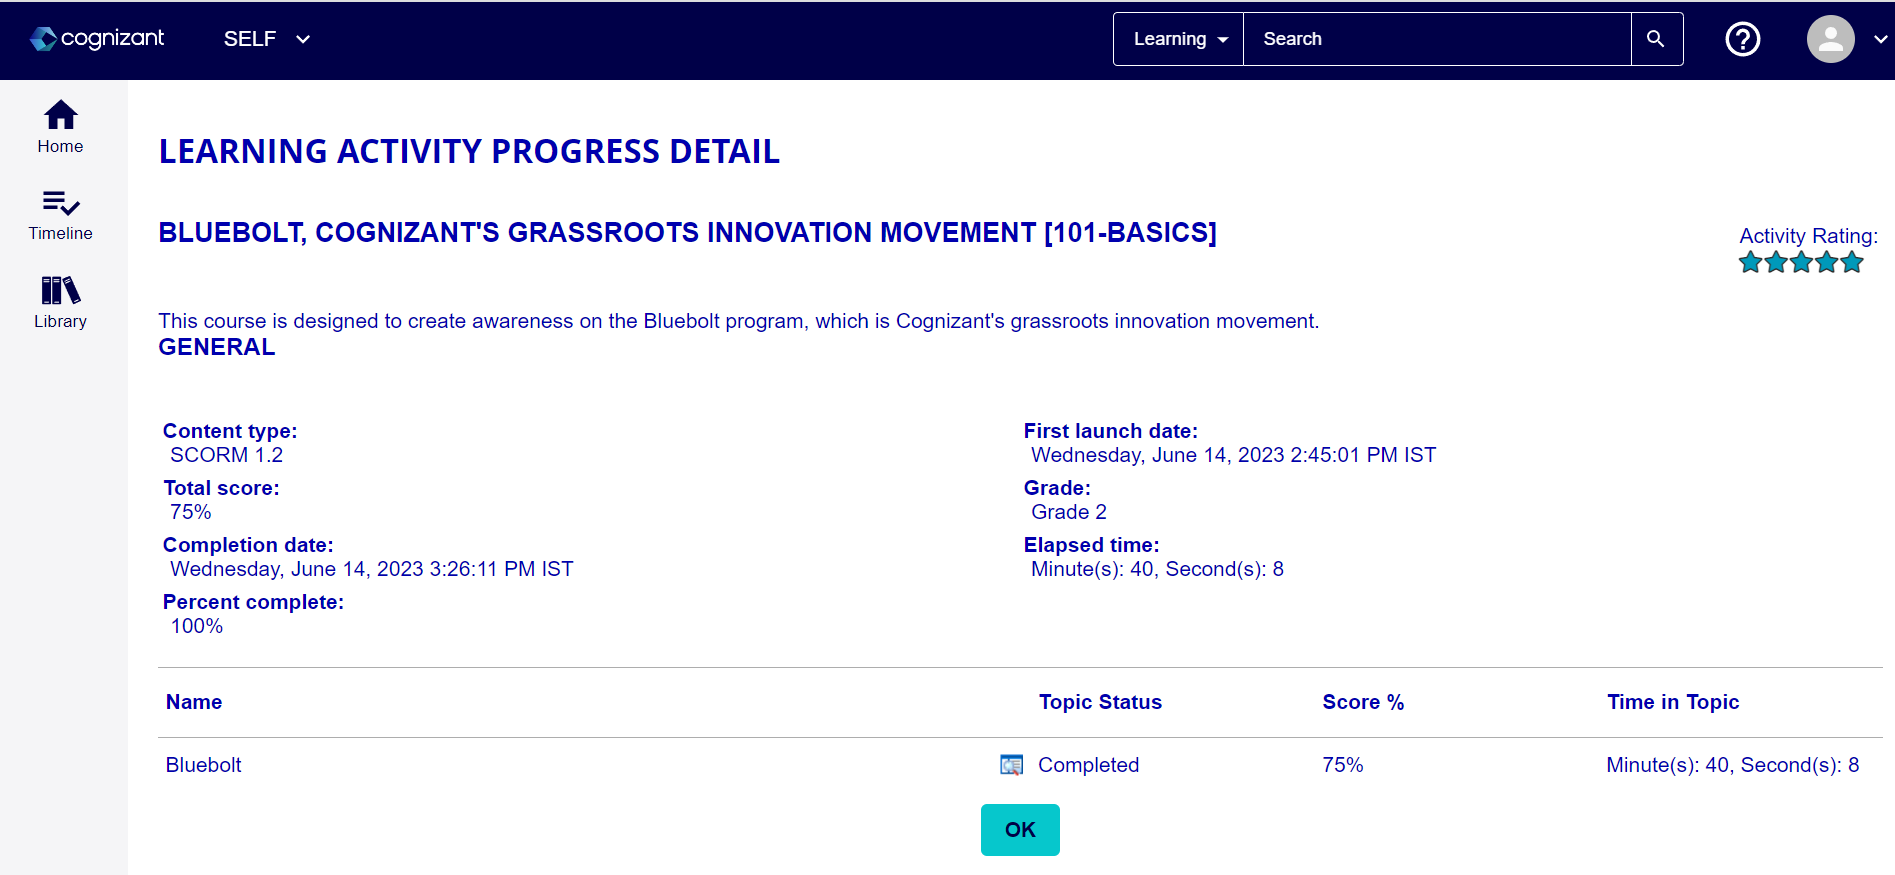 cognizant
SELF
Learning
Search
Home
Timeline
Library
LEARNING ACTIVITY PROGRESS DETAIL
BLUEBOLT, COGNIZANT'S GRASSROOTS INNOVATION MOVEMENT [101-BASICS]
Activity Rating:
This course is designed to create awareness on the Bluebolt program, which is Cognizant's grassroots innovation movement.
GENERAL
Content type:
SCORM 1.2
Total score:
75%
Completion date:
Wednesday, June 14, 2023 3:26:11 PM IST
Percent complete:
100%
First launch date:
Wednesday, June 14, 2023 2:45:01 PM IST
Grade:
Grade 2
Elapsed time:
Minute(s): 40, Second(s): 8
Name Topic Status Score % Time in Topic
Bluebolt Completed 75% Minute(s): 40, Second(s): 8
OK